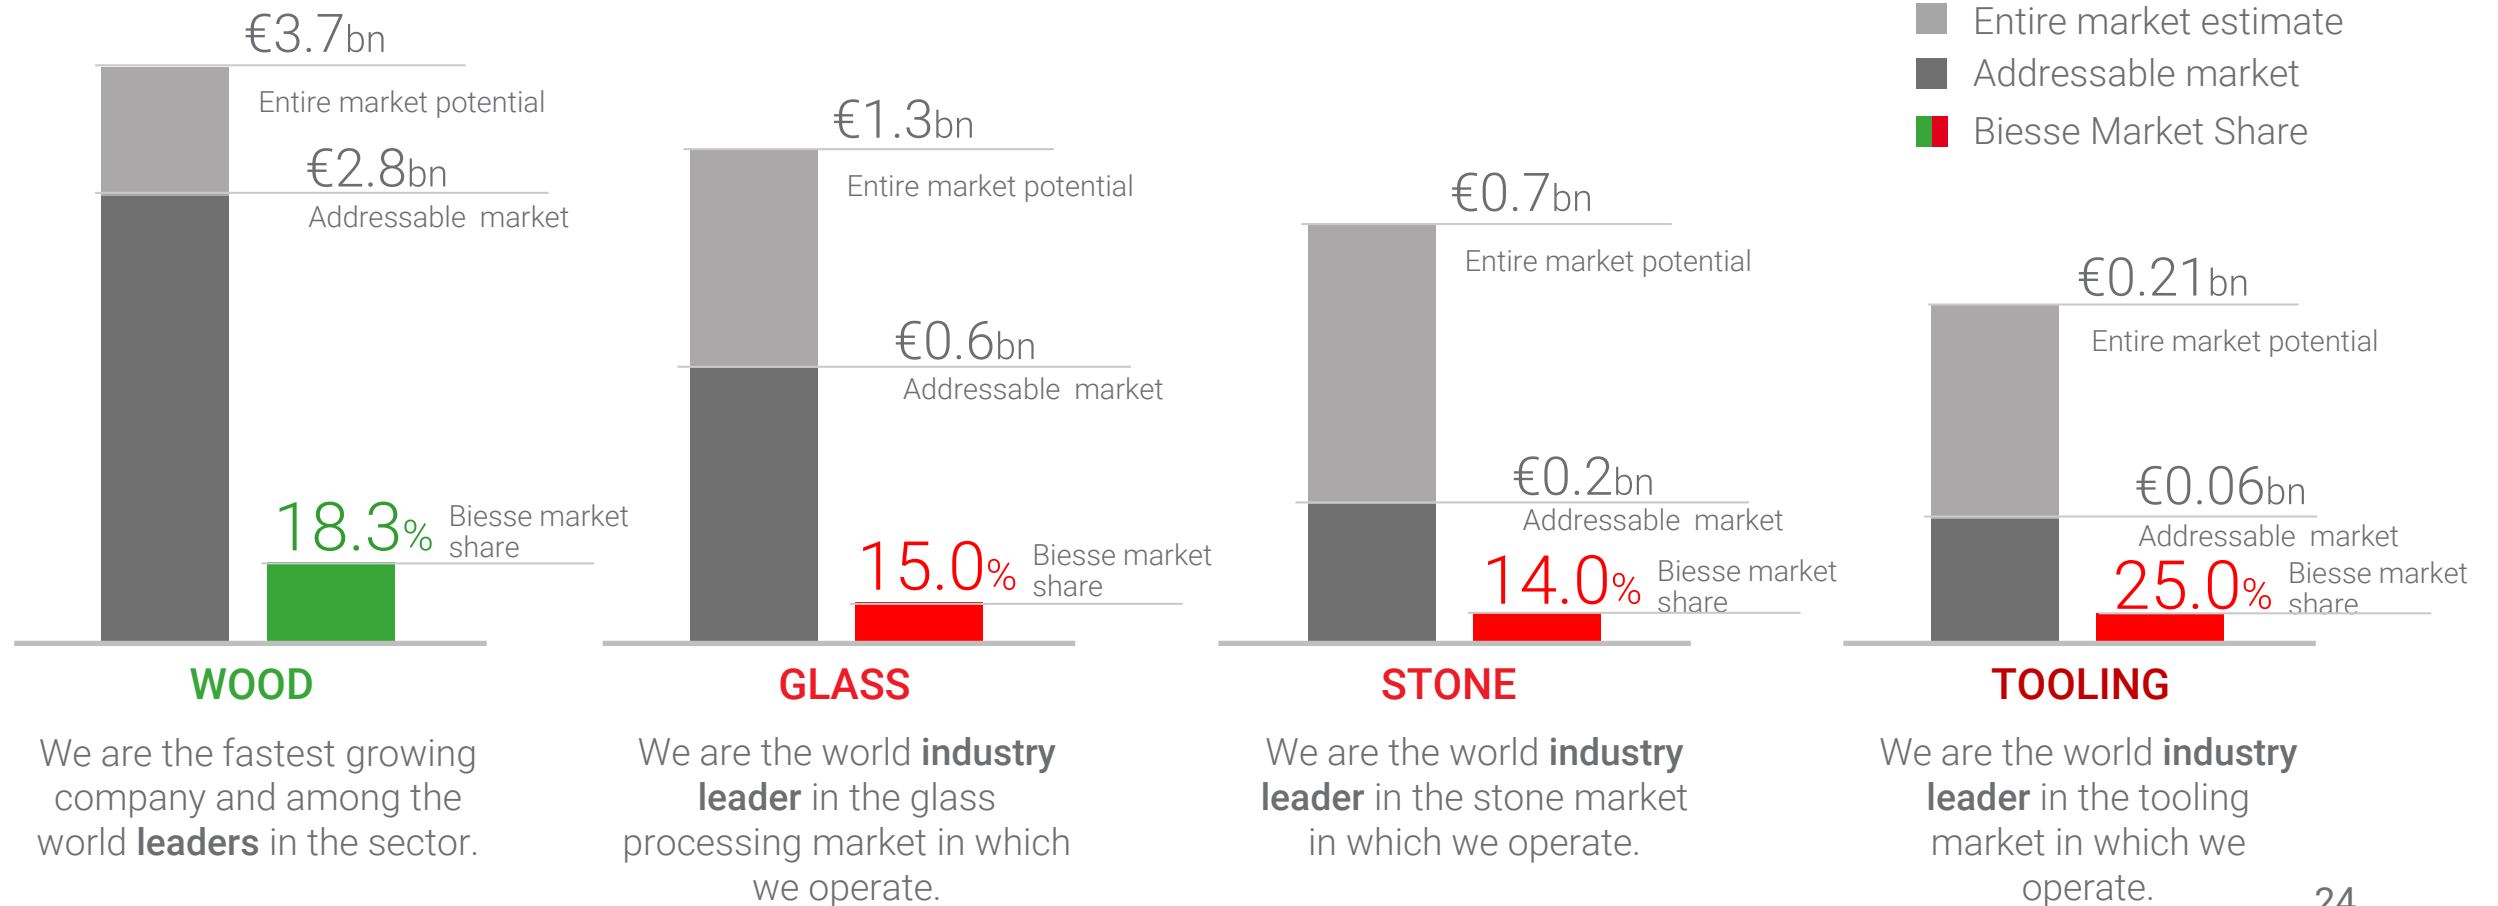 Entire market estimate
Addressable market
Biesse Market Share
€3.7bn
Entire market potential
€2.8bn
Addressable market
18.3%
Biesse market
share
WOOD
We are the fastest growing
company and among the
world leaders in the sector.
€1.3bn
Entire market potential
€0.6bn
Addressable market
15.0%
Biesse market
share
GLASS
We are the world industry
leader in the glass
processing market in which
we operate.
€0.7bn
Entire market potential
€0.2bn
Addressable market
14.0%
Biesse market
share
STONE
We are the world industry
leader in the stone market
in which we operate.
€0.21bn
Entire market potential
€0.06bn
Addressable market
25.0%
Biesse market
share
TOOLING
We are the world industry
leader in the tooling
market in which we
operate.
24